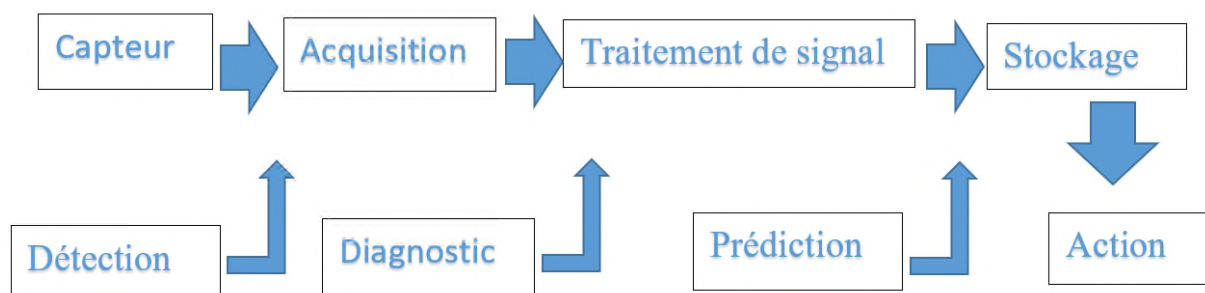 Capteur
Acquisition
Traitement de signal
Stockage
Détection
Diagnostic
Prédiction
Action